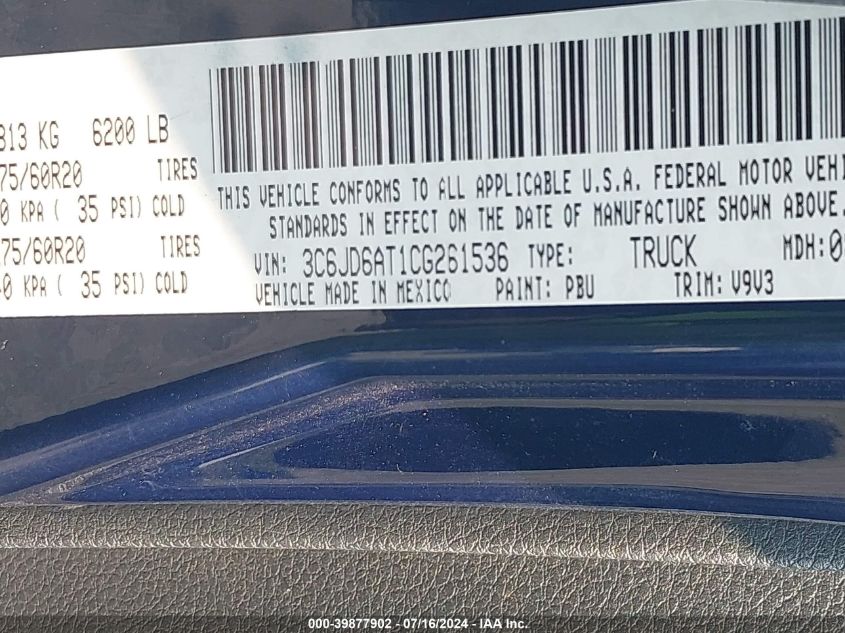 813 KG 6200 LB
75/60R20 TIRES
0 KPA ( 35 PSI) COLD
75/60R20 TIRES
0 KPA ( 35 PSI) COLD
THIS VEHICLE CONFORMS TO ALL APPLICABLE U.S.A. FEDERAL MOTOR VEHI
STANDARDS IN EFFECT ON THE DATE OF MANUFACTURE SHOWN ABOVE.
VIN: 3C6JD6AT1CG261536 TYPE: TRUCK MDH:0
VEHICLE MADE IN MEXICO PAINT: PBU TRIM: V9V3
000-39877902 - 07/16/2024 - IAA Inc.